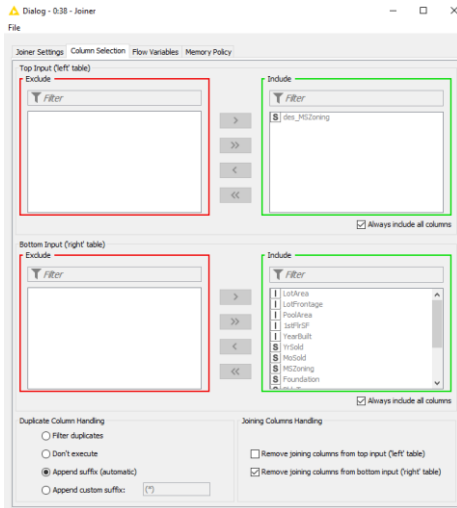 Dialog - 0:38 - Joiner
File
Joiner Settings Column Selection Flow Variables Memory Policy
Top Input ('left' table)
Exclude
Include
Filter
Filter
S des_MSZoning
>
>>
<
<<
Always include all columns
Bottom Input ('right' table)
Exclude
Include
Filter
Filter
I LotArea
I LotFrontage
I PoolArea
I 1stFlrSF
I YearBuilt
S YrSold
S MoSold
S MSZoning
S Foundation
>
>>
<
<<
Always include all columns
Duplicate Column Handling
Joining Columns Handling
Filter duplicates
Don't execute
Remove joining columns from top input ('left' table)
Append suffix (automatic)
Remove joining columns from bottom input ('right' table)
Append custom suffix: (*)